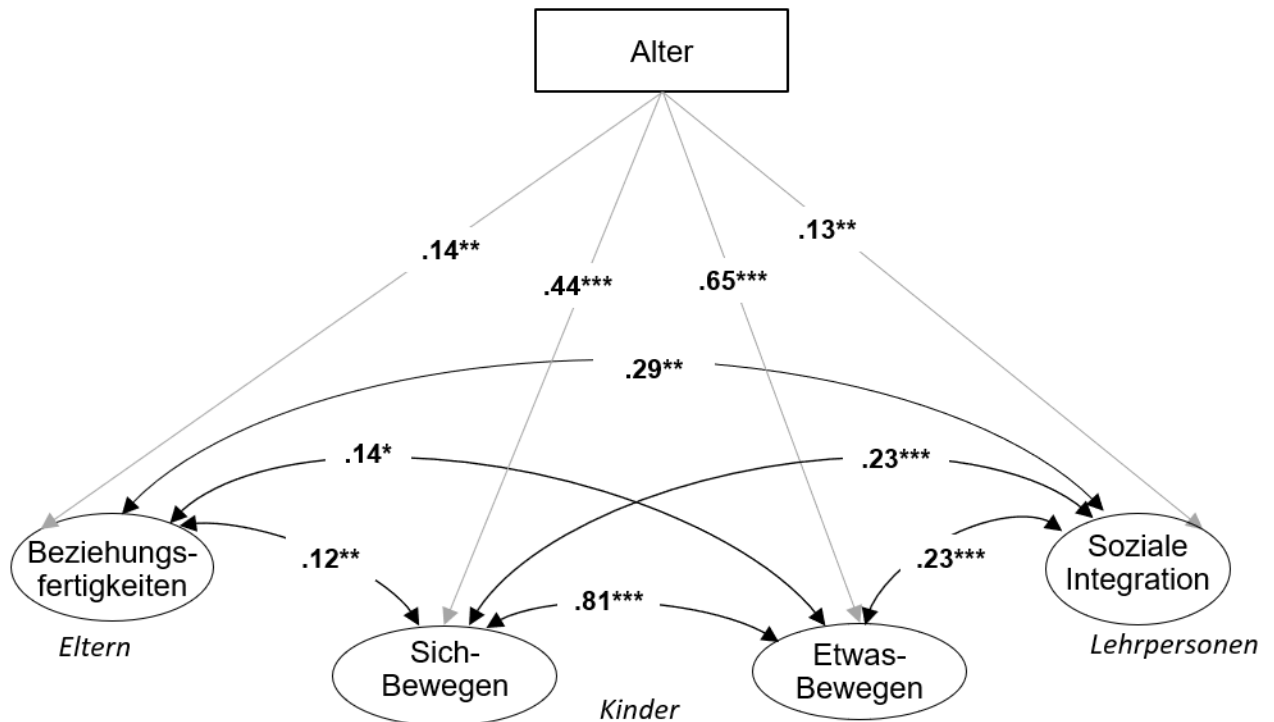 Alter
.13**
.14**
.44***
.65***
.29**
.14*
.23***
Beziehungs-
fertigkeiten
.12**
.23***
Soziale
Integration
.81***
Eltern
Lehrpersonen
Sich-
Bewegen
Etwas-
Bewegen
Kinder